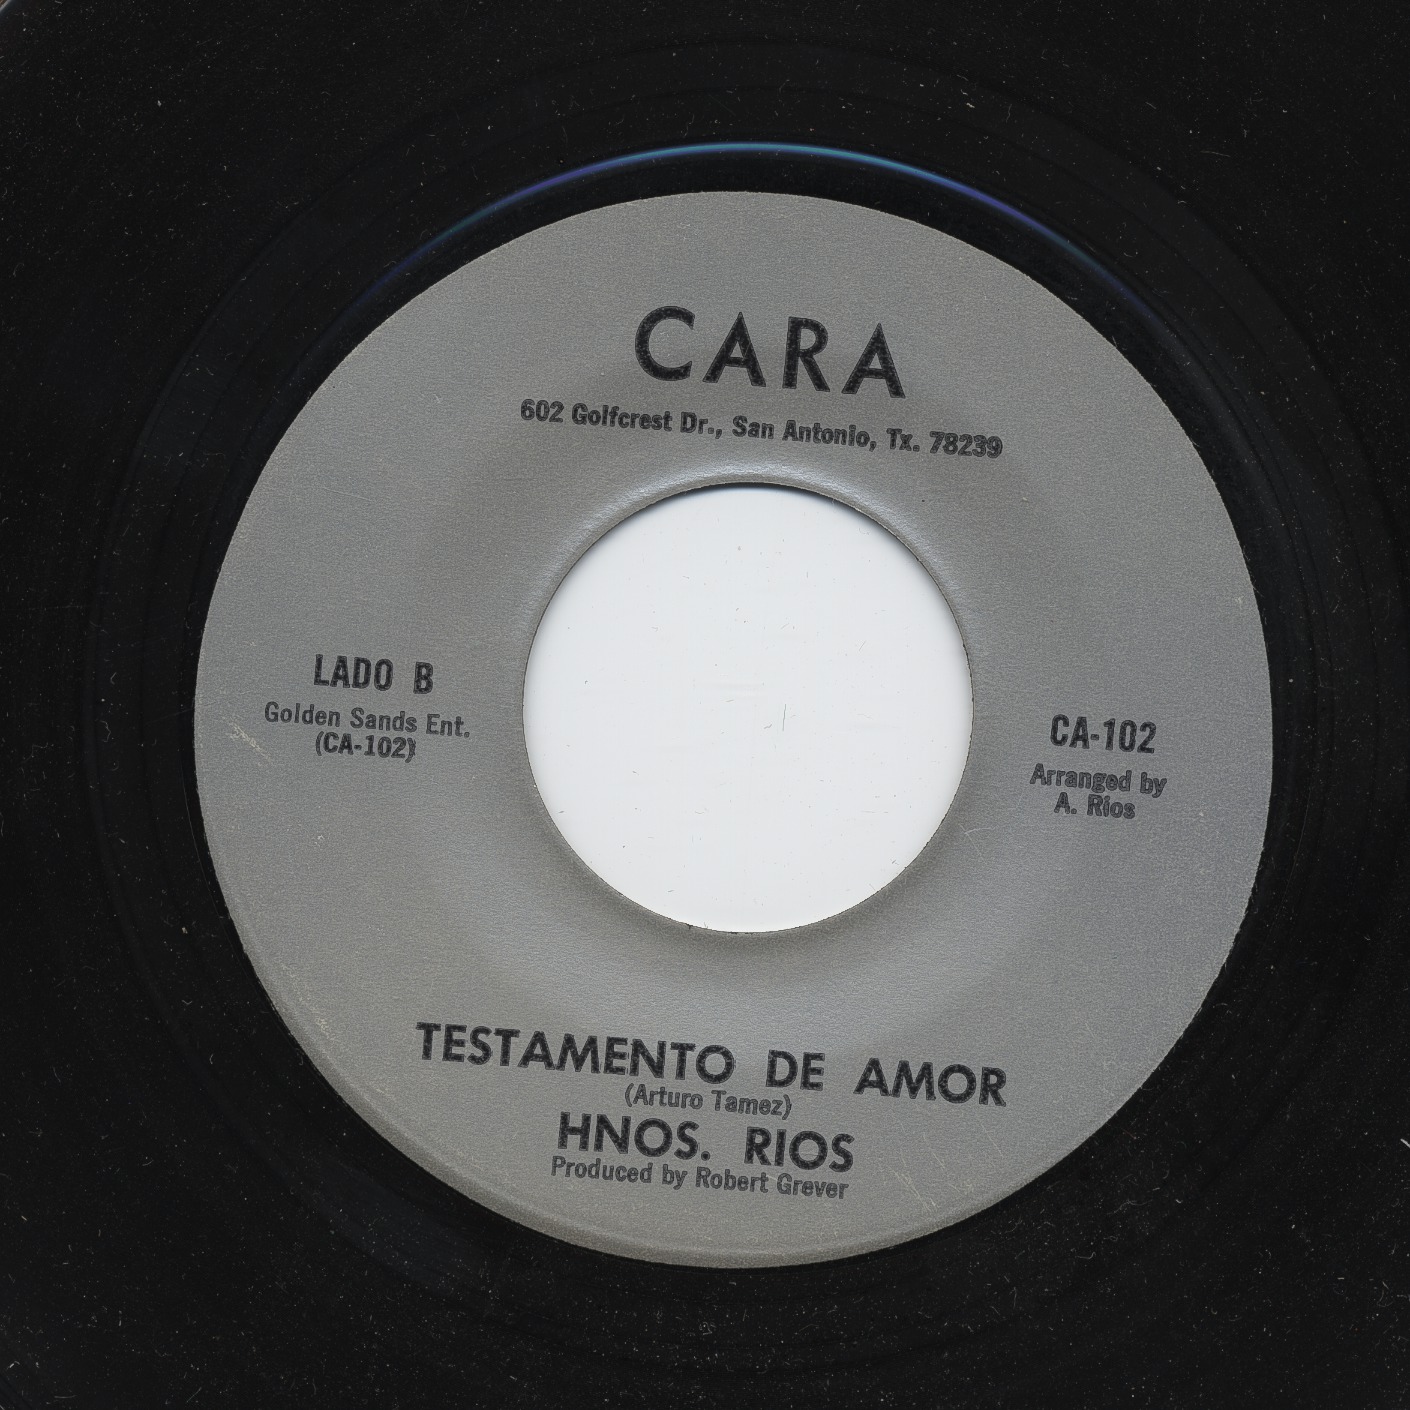 CARA
602 Golfcrest Dr., San Antonio, Tx. 78239
LADO B
Golden Sands Ent.
(CA-102)
CA-102
Arranged by
A. Rios
TESTAMENTO DE AMOR
(Arturo Tamez)
HNOS. RIOS
Produced by Robert Grever